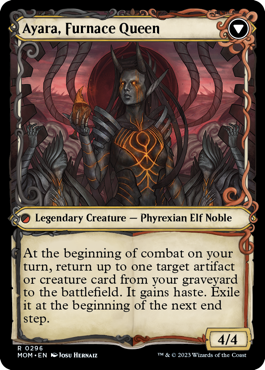 Ayara, Furnace Queen
Legendary Creature — Phyrexian Elf Noble
At the beginning of combat on your
turn, return up to one target artifact
or creature card from your graveyard
to the battlefield. It gains haste. Exile
it at the beginning of the next end
step.
4/4
R 0296
MOM • EN Josu Hernaiz
™ & © 2023 Wizards of the Coast